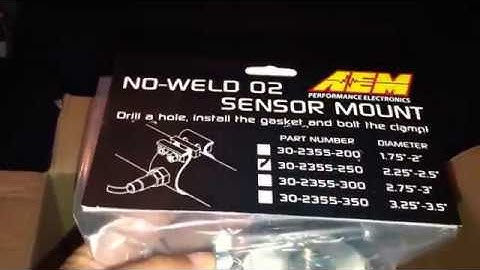 NO-WELD O2
SENSOR MOUNT
AEM
PERFORMANCE ELECTRONICS
Drill a hole, install the gasket and bolt the clamp!
PART NUMBER DIAMETER
30-2355-200 1.75"-2"
30-2355-250 2.25"-2.5"
30-2355-300 2.75"-3"
30-2355-350 3.25"-3.5"